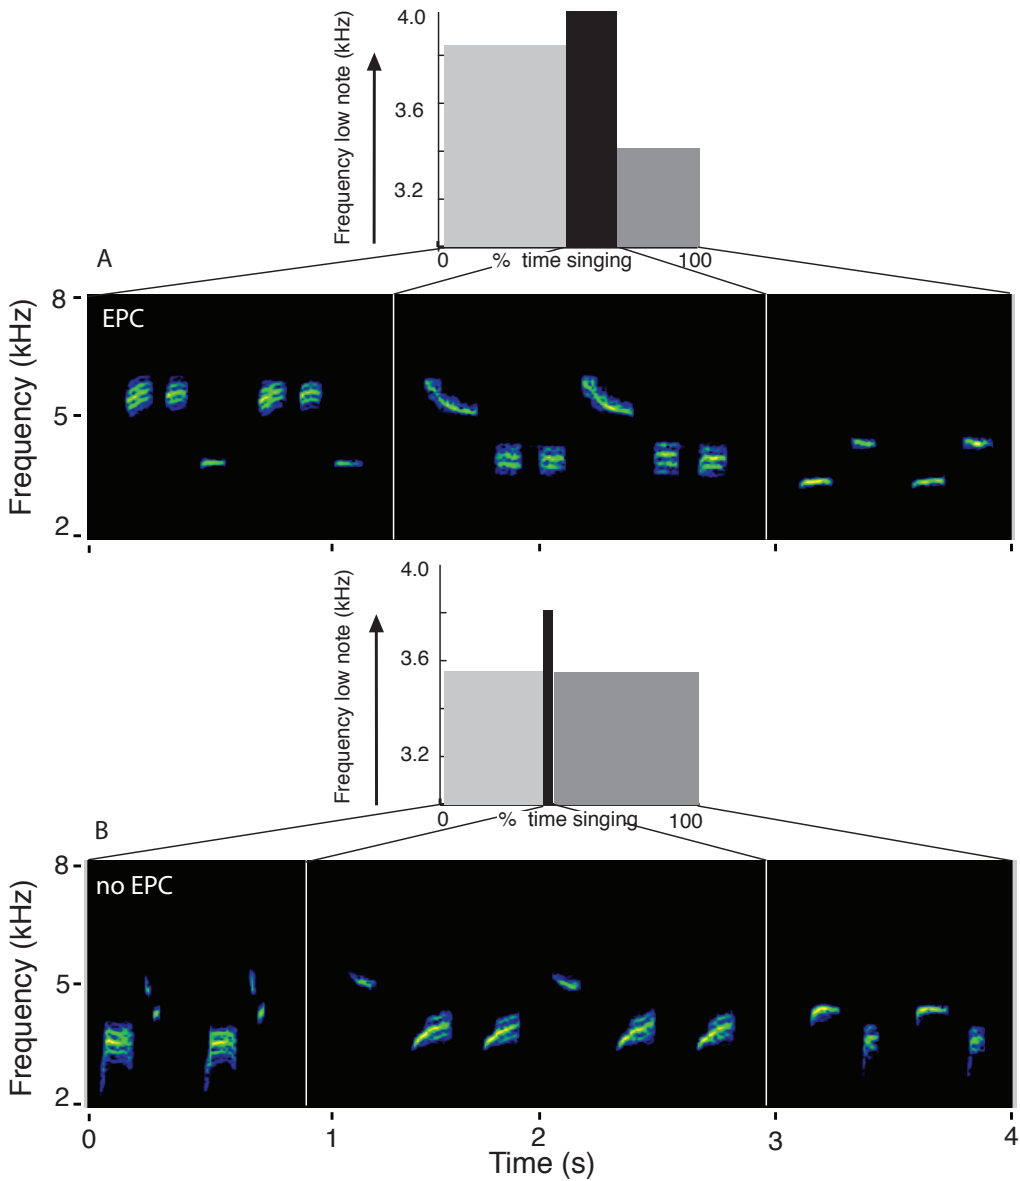 Frequency low note (kHz)
4.0
3.6
3.2
0
% time singing
100
A
Frequency (kHz)
8
5
2
EPC
Frequency low note (kHz)
4.0
3.6
3.2
0
% time singing
100
B
Frequency (kHz)
8
5
2
no EPC
0
1
2
3
4
Time (s)